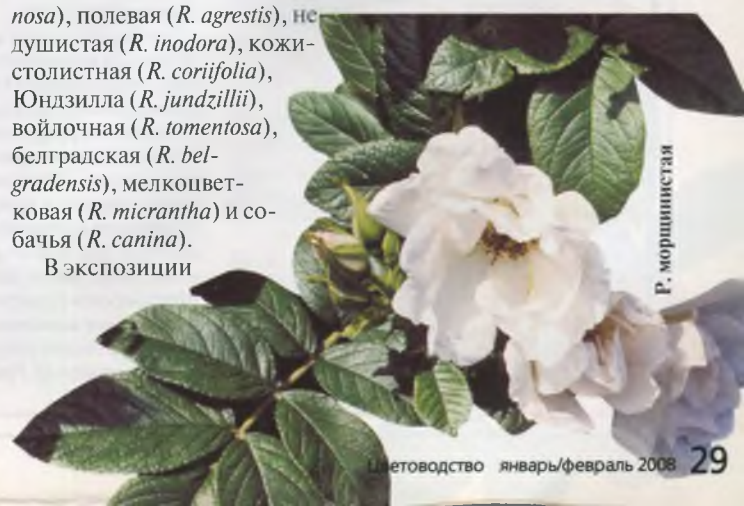 nosa), полевая (R. agrestis), не
душистая (R. inodora), кожи-
столистная (R. coriifolia),
Юндзилла (R. jundzillii),
войлочная (R. tomentosa),
белградская (R. bel-
gradensis), мелкоцвет-
ковая (R. micrantha) и со-
бачья (R. canina).
В экспозиции
Р. морщинистая
Цветоводство январь/февраль 2008 29